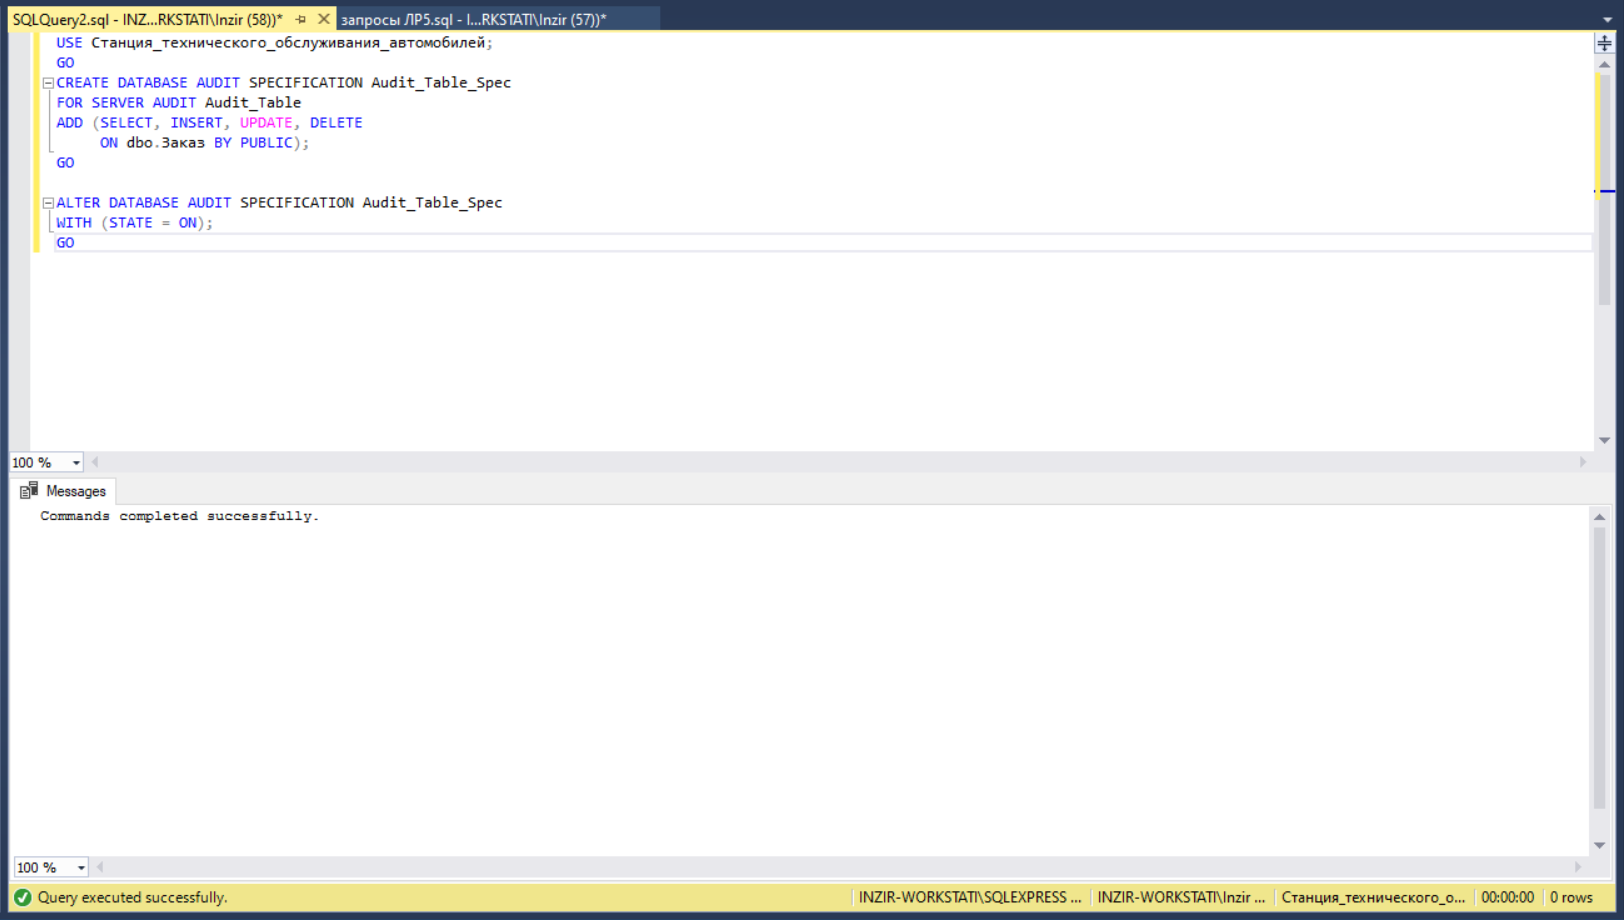 SQLQuery2.sql - INZ...RKSTATI\Inzir (58))* запросы ЛР5.sql - I...RKSTATI\Inzir (57))*
USE Станция_технического_обслуживания_автомобилей;
GO
CREATE DATABASE AUDIT SPECIFICATION Audit_Table_Spec
FOR SERVER AUDIT Audit_Table
ADD (SELECT, INSERT, UPDATE, DELETE
ON dbo.Заказ BY PUBLIC);
GO
ALTER DATABASE AUDIT SPECIFICATION Audit_Table_Spec
WITH (STATE = ON);
GO
100 %
Messages
Commands completed successfully.
100 %
Query executed successfully. INZIR-WORKSTATI\SQLEXPRESS ... INZIR-WORKSTATI\Inzir ... Станция_технического_о... 00:00:00 0 rows